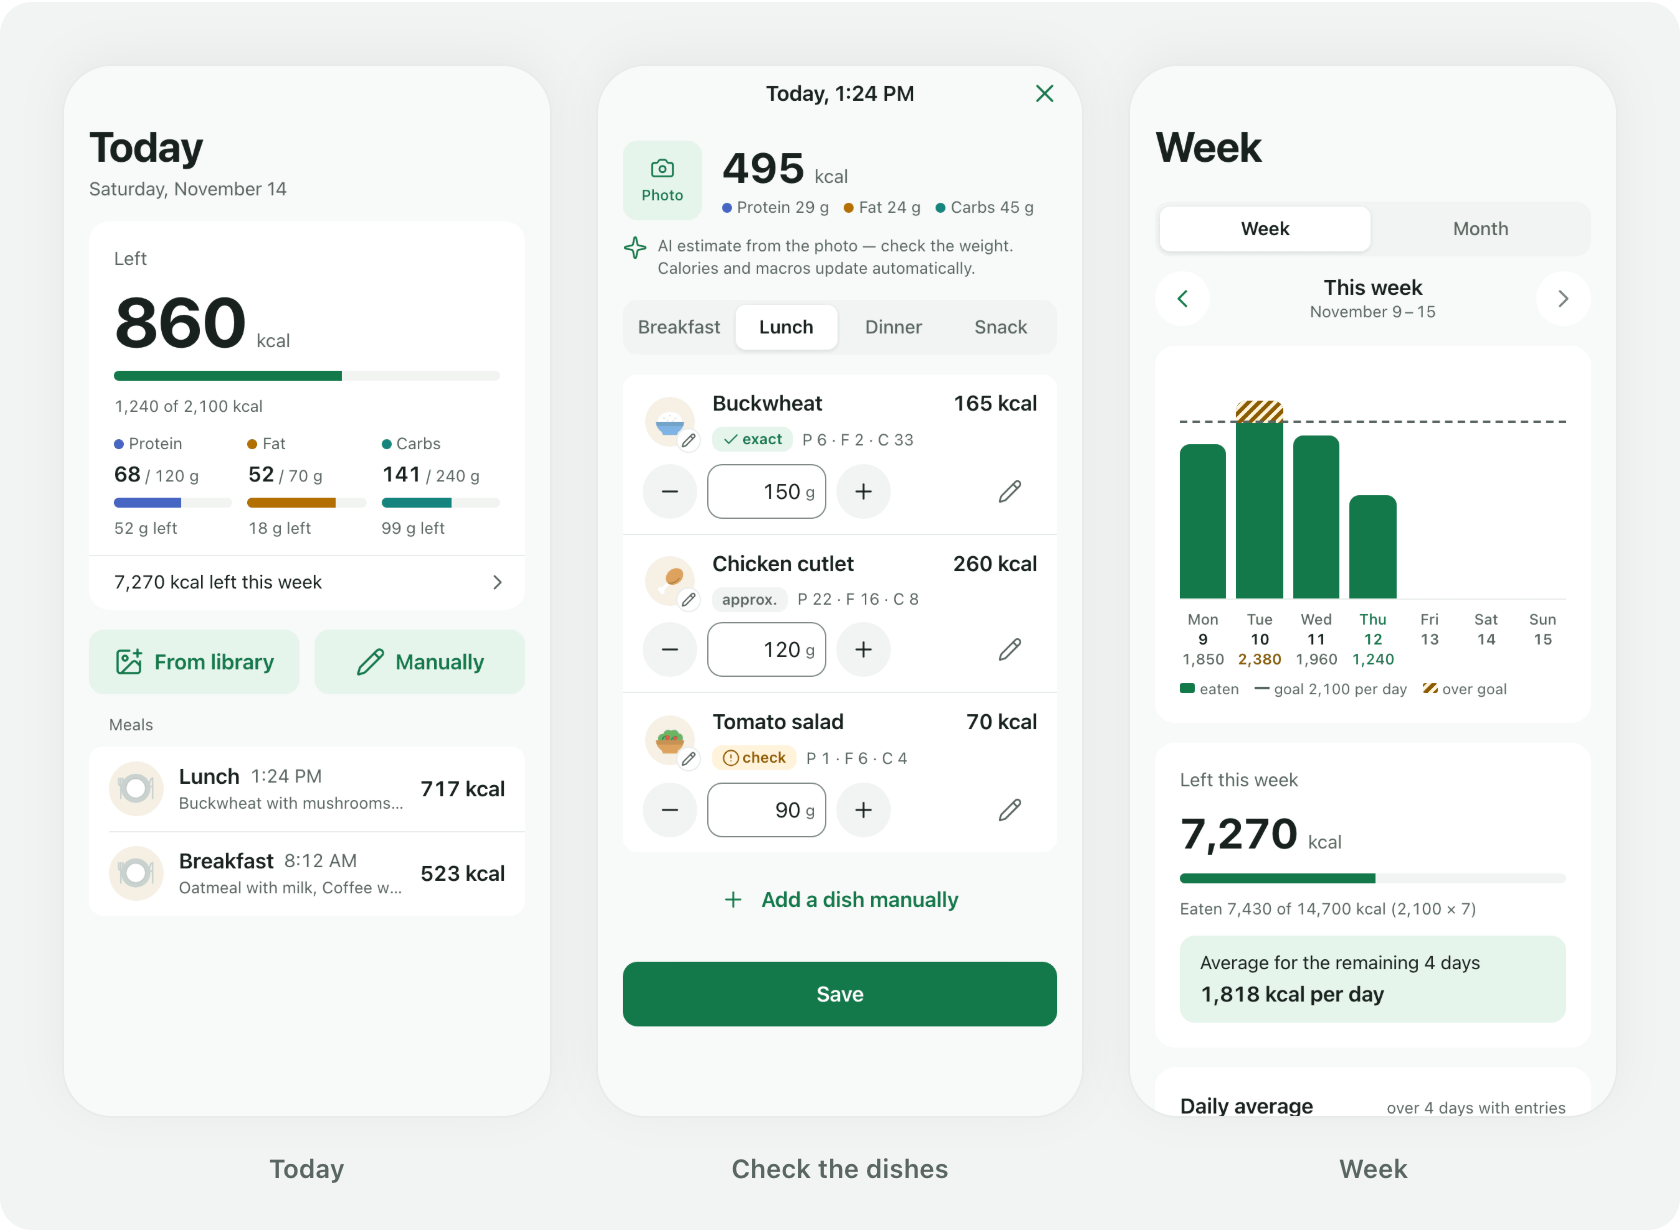 Today
Saturday, November 14
Left
860 kcal
1,240 of 2,100 kcal
Protein Fat Carbs
68 / 120 g 52 / 70 g 141 / 240 g
52 g left 18 g left 99 g left
7,270 kcal left this week
From library Manually
Meals
Lunch 1:24 PM
717 kcal
Buckwheat with mushrooms...
Breakfast 8:12 AM
523 kcal
Oatmeal with milk, Coffee w...
Today
Today, 1:24 PM
Photo
495 kcal
Protein 29 g Fat 24 g Carbs 45 g
AI estimate from the photo — check the weight.
Calories and macros update automatically.
Breakfast Lunch Dinner Snack
Buckwheat 165 kcal
exact P 6 · F 2 · C 33
− 150 g +
Chicken cutlet 260 kcal
approx. P 22 · F 16 · C 8
− 120 g +
Tomato salad 70 kcal
check P 1 · F 6 · C 4
− 90 g +
+ Add a dish manually
Save
Check the dishes
Week
Week Month
This week
November 9 – 15
Mon Tue Wed Thu Fri Sat Sun
9 10 11 12 13 14 15
1,850 2,380 1,960 1,240
eaten goal 2,100 per day over goal
Left this week
7,270 kcal
Eaten 7,430 of 14,700 kcal (2,100 × 7)
Average for the remaining 4 days
1,818 kcal per day
Daily average over 4 days with entries
Week